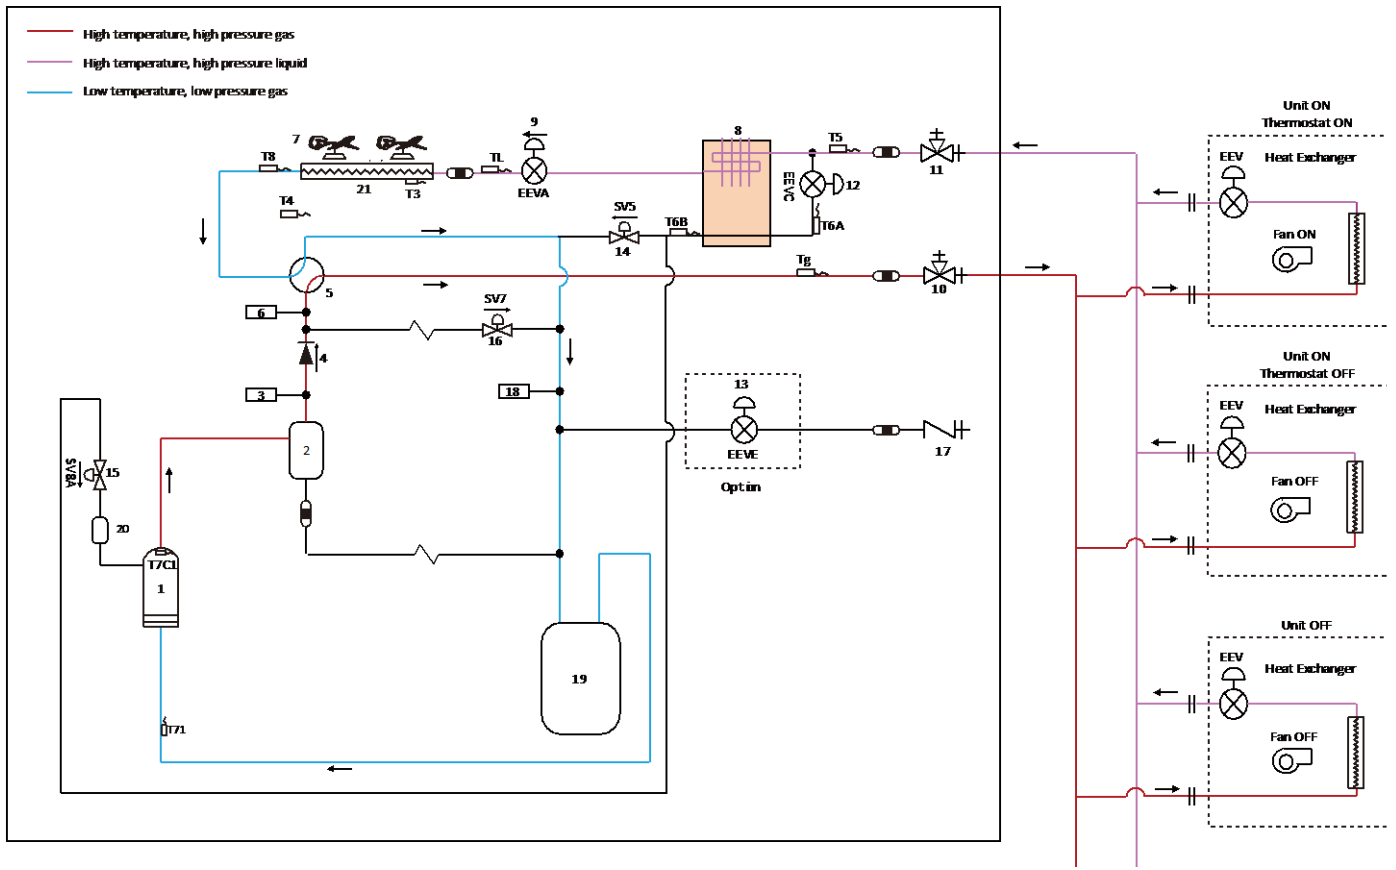 High temperature, high pressure gas
High temperature, high pressure liquid
Low temperature, low pressure gas
7
T8
21
T3
TL
9
EEVA
8
T5
11
EEVC
12
T6A
T4
SV5
14
T6B
5
Tg
10
6
SV7
16
4
3
18
2
13
EEVE
Option
17
SV8A
15
20
T7C1
1
19
T71
Unit ON
Thermostat ON
EEV
Heat Exchanger
Fan ON
Unit ON
Thermostat OFF
EEV
Heat Exchanger
Fan OFF
Unit OFF
EEV
Heat Exchanger
Fan OFF